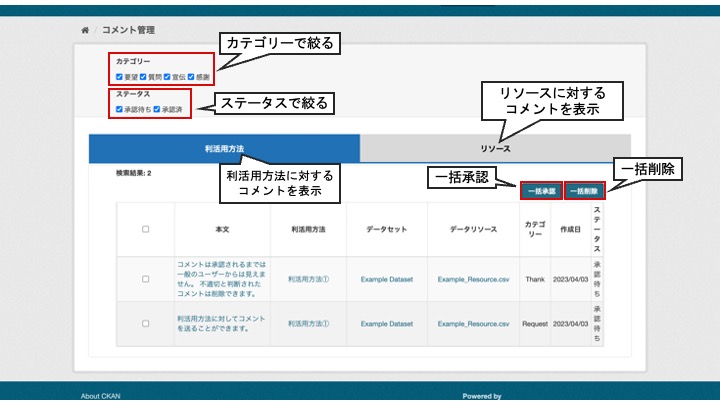 / コメント管理
カテゴリーで絞る
カテゴリー
要望 質問 宣伝 感謝
ステータス
承認待ち 承認済
ステータスで絞る
リソースに対する
コメントを表示
利活用方法
リソース
検索結果: 2
利活用方法に対する
コメントを表示
一括承認
一括削除
一括承認 一括削除
本文 利活用方法 データセット データリソース カテゴリー 作成日 ステータス
コメントは承認されるまでは
一般のユーザーからは見えま
せん。 不適切と判断された
コメントは削除できます。
利活用方法① Example Dataset Example_Resource.csv Thank 2023/04/03 承認待ち
利活用方法に対してコメント
を送ることができます。
利活用方法① Example Dataset Example_Resource.csv Request 2023/04/03 承認待ち
About CKAN
Powered by